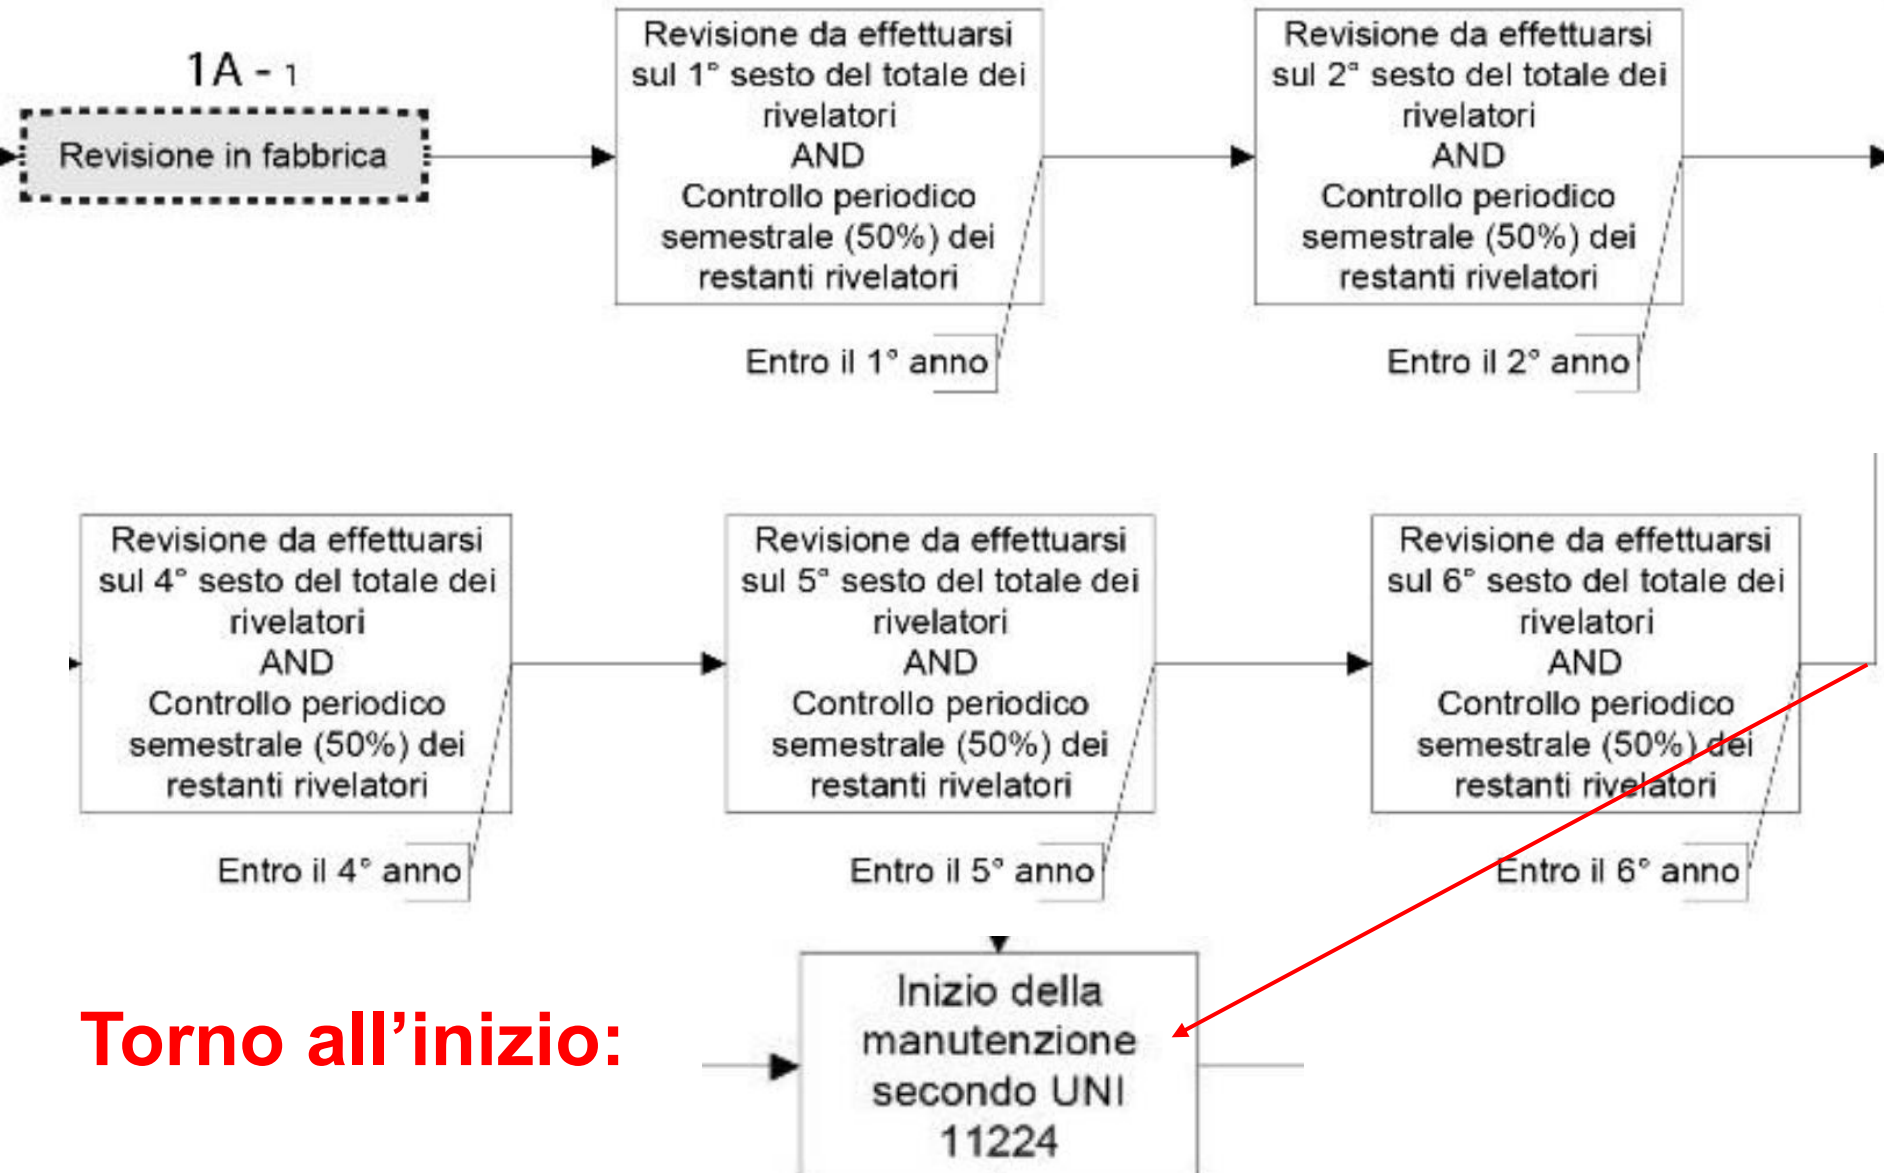 1A - 1
Revisione in fabbrica
Revisione da effettuarsi
sul 1° sesto del totale dei
rivelatori
AND
Controllo periodico
semestrale (50%) dei
restanti rivelatori
Entro il 1° anno
Revisione da effettuarsi
sul 2° sesto del totale dei
rivelatori
AND
Controllo periodico
semestrale (50%) dei
restanti rivelatori
Entro il 2° anno
Revisione da effettuarsi
sul 4° sesto del totale dei
rivelatori
AND
Controllo periodico
semestrale (50%) dei
restanti rivelatori
Entro il 4° anno
Revisione da effettuarsi
sul 5° sesto del totale dei
rivelatori
AND
Controllo periodico
semestrale (50%) dei
restanti rivelatori
Entro il 5° anno
Revisione da effettuarsi
sul 6° sesto del totale dei
rivelatori
AND
Controllo periodico
semestrale (50%) dei
restanti rivelatori
Entro il 6° anno
Torno all’inizio:
Inizio della
manutenzione
secondo UNI
11224